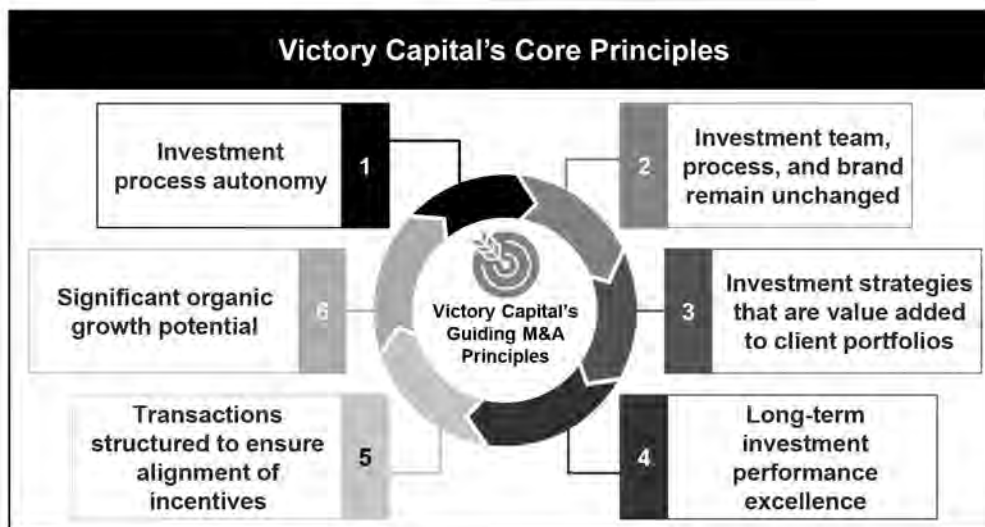 Victory Capital's Core Principles
Investment
process autonomy
1
2
Investment team,
process, and brand
remain unchanged
Significant organic
growth potential
6
Victory Capital's
Guiding M&A
Principles
3
Investment strategies
that are value added
to client portfolios
Transactions
structured to ensure
alignment of
incentives
5
4
Long-term
investment
performance
excellence